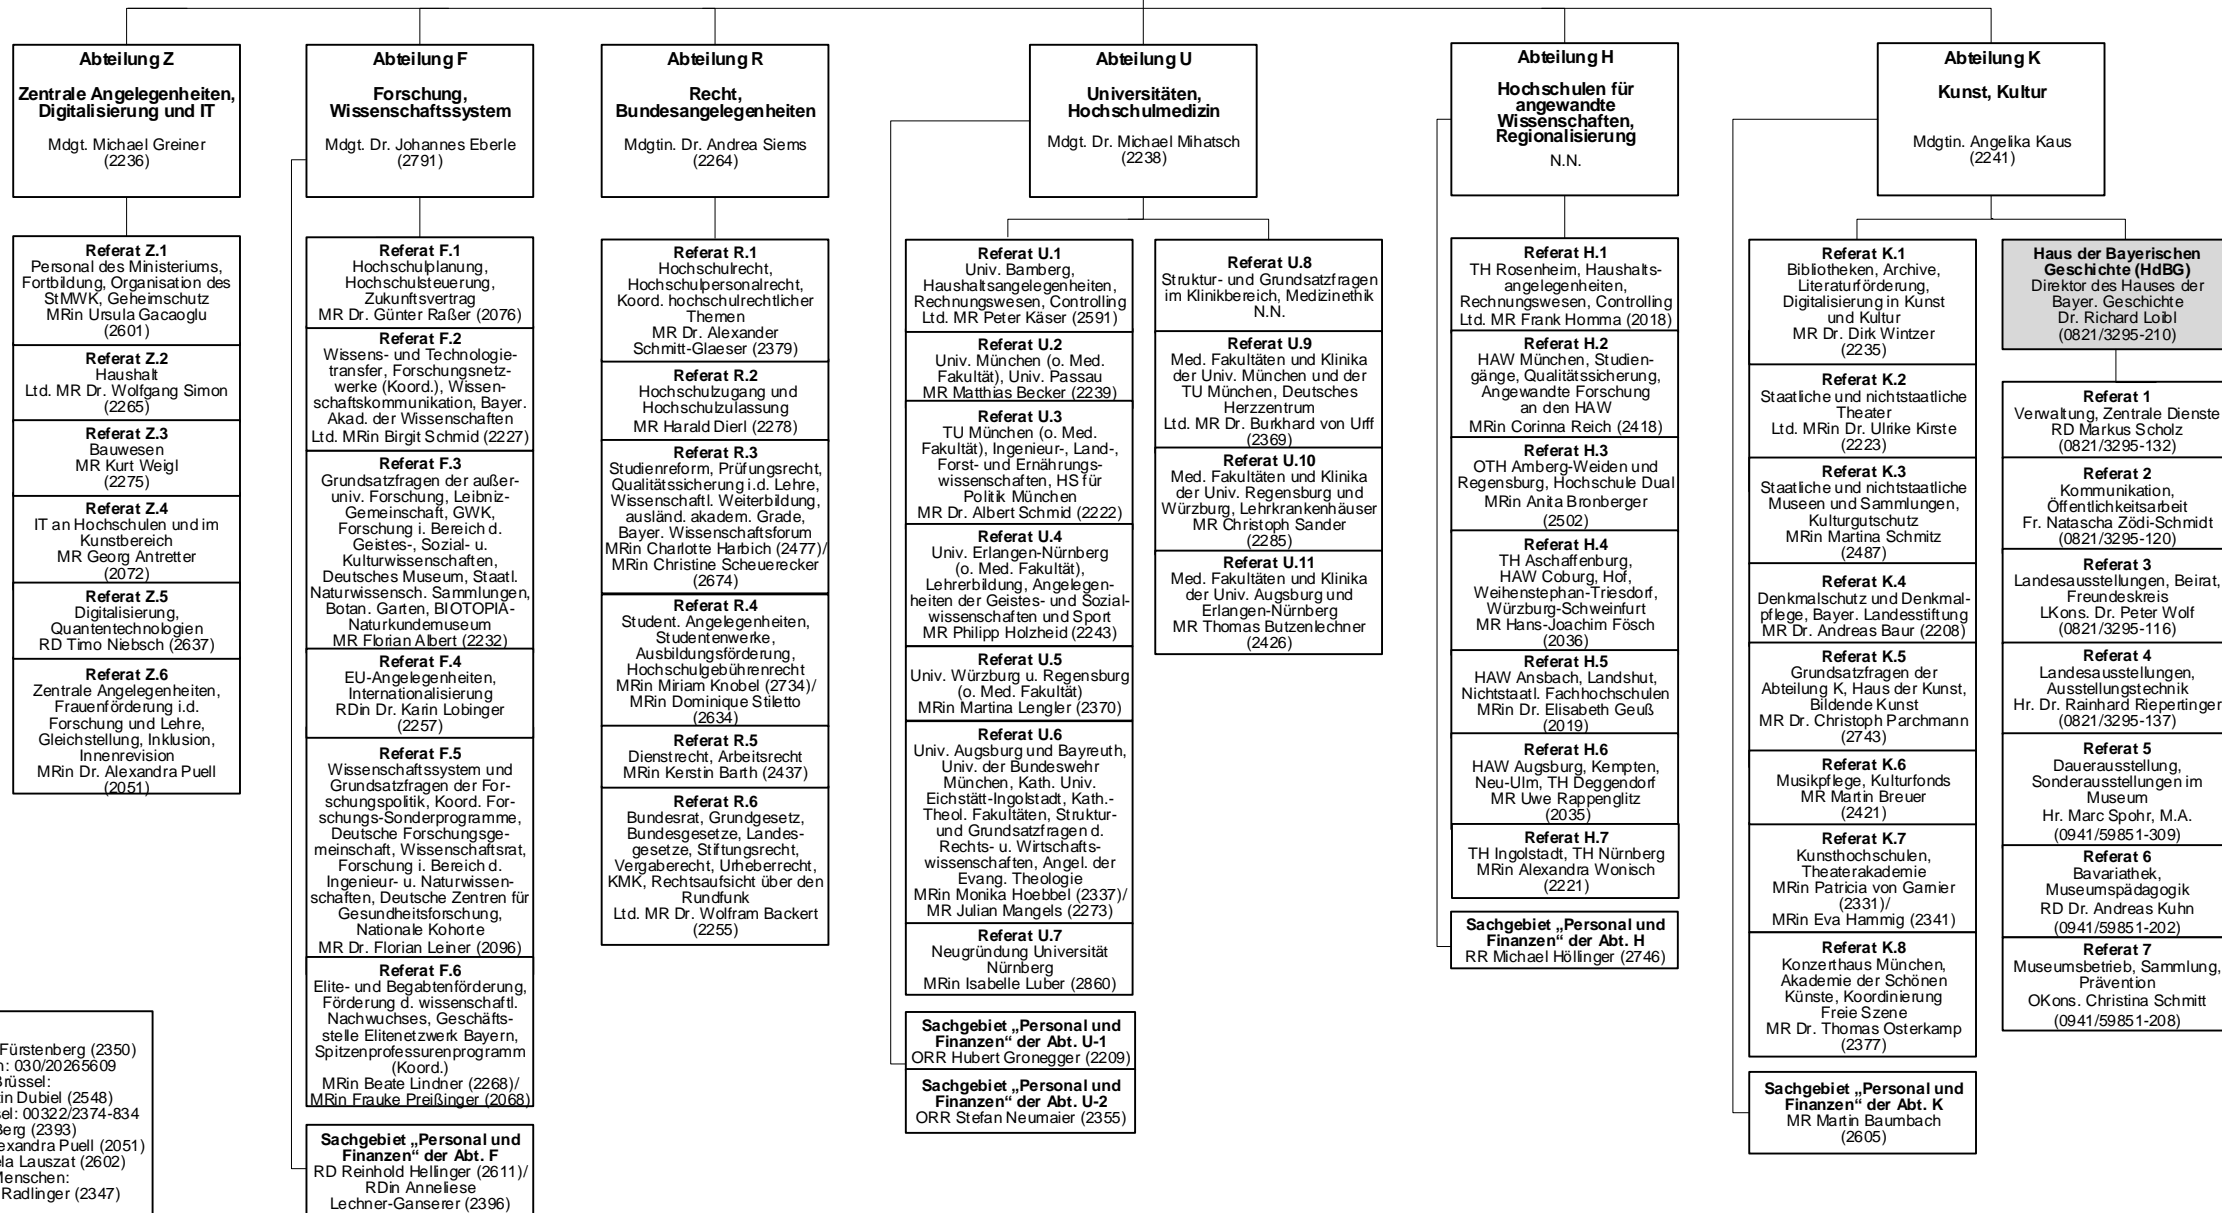 Abteilung Z
Zentrale Angelegenheiten,
Digitalisierung und IT
Mdgt. Michael Greiner
(2236)
Referat Z.1
Personal des Ministeriums,
Fortbildung, Organisation des
StMWK, Geheimschutz
MRin Ursula Gacaoglu
(2601)
Referat Z.2
Haushalt
Ltd. MR Dr. Wolfgang Simon
(2265)
Referat Z.3
Bauwesen
MR Kurt Weigl
(2275)
Referat Z.4
IT an Hochschulen und im
Kunstbereich
MR Georg Antretter
(2072)
Referat Z.5
Digitalisierung,
Quantentechnologien
RD Timo Niebsch (2637)
Referat Z.6
Zentrale Angelegenheiten,
Frauenförderung i.d.
Forschung und Lehre,
Gleichstellung, Inklusion,
Innenrevision
MRin Dr. Alexandra Puell
(2051)
Fürstenberg (2350)
n: 030/20265609
Brüssel:
tin Dubiel (2548)
sel: 00322/2374-834
Berg (2393)
exandra Puell (2051)
ela Lauszat (2602)
Menschen:
Radlinger (2347)
Abteilung F
Forschung,
Wissenschaftssystem
Mdgt. Dr. Johannes Eberle
(2791)
Referat F.1
Hochschulplanung,
Hochschulsteuerung,
Zukunftsvertrag
MR Dr. Günter Raßer (2076)
Referat F.2
Wissens- und Technologie-
transfer, Forschungsnetz-
werke (Koord.), Wissen-
schaftskommunikation, Bayer.
Akad. der Wissenschaften
Ltd. MRin Birgit Schmid (2227)
Referat F.3
Grundsatzfragen der außer-
univ. Forschung, Leibniz-
Gemeinschaft, GWK,
Forschung i. Bereich d.
Geistes-, Sozial- u.
Kulturwissenschaften,
Deutsches Museum, Staatl.
Naturwissensch. Sammlungen,
Botan. Garten, BIOTOPIA-
Naturkundemuseum
MR Florian Albert (2232)
Referat F.4
EU-Angelegenheiten,
Internationalisierung
RDin Dr. Karin Lobinger
(2257)
Referat F.5
Wissenschaftssystem und
Grundsatzfragen der For-
schungspolitik, Koord. For-
schungs-Sonderprogramme,
Deutsche Forschungsge-
meinschaft, Wissenschaftsrat,
Forschung i. Bereich d.
Ingenieur- u. Naturwissen-
schaften, Deutsche Zentren für
Gesundheitsforschung,
Nationale Kohorte
MR Dr. Florian Leiner (2096)
Referat F.6
Elite- und Begabtenförderung,
Förderung d. wissenschaftl.
Nachwuchses, Geschäfts-
stelle Elitenetzwerk Bayern,
Spitzenprofessurenprogramm
(Koord.)
MRin Beate Lindner (2268)/
MRin Frauke Preißinger (2068)
Sachgebiet „Personal und
Finanzen“ der Abt. F
RD Reinhold Hellinger (2611)/
RDin Anneliese
Lechner-Ganserer (2396)
Abteilung R
Recht,
Bundesangelegenheiten
Mdgtin. Dr. Andrea Siems
(2264)
Referat R.1
Hochschulrecht,
Hochschulpersonalrecht,
Koord. hochschulrechtlicher
Themen
MR Dr. Alexander
Schmitt-Glaeser (2379)
Referat R.2
Hochschulzugang und
Hochschulzulassung
MR Harald Dierl (2278)
Referat R.3
Studienreform, Prüfungsrecht,
Qualitätssicherung i.d. Lehre,
Wissenschaftl. Weiterbildung,
ausländ. akadem. Grade,
Bayer. Wissenschaftsforum
MRin Charlotte Harbich (2477)/
MRin Christine Scheuerecker
(2674)
Referat R.4
Student. Angelegenheiten,
Studentenwerke,
Ausbildungsförderung,
Hochschulgebührenrecht
MRin Miriam Knobel (2734)/
MRin Dominique Stiletto
(2634)
Referat R.5
Dienstrecht, Arbeitsrecht
MRin Kerstin Barth (2437)
Referat R.6
Bundesrat, Grundgesetz,
Bundesgesetze, Landes-
gesetze, Stiftungsrecht,
Vergaberecht, Urheberrecht,
KMK, Rechtsaufsicht über den
Rundfunk
Ltd. MR Dr. Wolfram Backert
(2255)
Abteilung U
Universitäten,
Hochschulmedizin
Mdgt. Dr. Michael Mihatsch
(2238)
Referat U.1
Univ. Bamberg,
Haushaltsangelegenheiten,
Rechnungswesen, Controlling
Ltd. MR Peter Käser (2591)
Referat U.2
Univ. München (o. Med.
Fakultät), Univ. Passau
MR Matthias Becker (2239)
Referat U.3
TU München (o. Med.
Fakultät), Ingenieur-, Land-,
Forst- und Ernährungs-
wissenschaften, HS für
Politik München
MR Dr. Albert Schmid (2222)
Referat U.4
Univ. Erlangen-Nürnberg
(o. Med. Fakultät),
Lehrerbildung, Angelegen-
heiten der Geistes- und Sozial-
wissenschaften und Sport
MR Philipp Holzheid (2243)
Referat U.5
Univ. Würzburg u. Regensburg
(o. Med. Fakultät)
MRin Martina Lengler (2370)
Referat U.6
Univ. Augsburg und Bayreuth,
Univ. der Bundeswehr
München, Kath. Univ.
Eichstätt-Ingolstadt, Kath.-
Theol. Fakultäten, Struktur-
und Grundsatzfragen d.
Rechts- u. Wirtschafts-
wissenschaften, Angel. der
Evang. Theologie
MRin Monika Hoebbel (2337)/
MR Julian Mangels (2273)
Referat U.7
Neugründung Universität
Nürnberg
MRin Isabelle Luber (2860)
Sachgebiet „Personal und
Finanzen“ der Abt. U-1
ORR Hubert Gronegger (2209)
Sachgebiet „Personal und
Finanzen“ der Abt. U-2
ORR Stefan Neumaier (2355)
Referat U.8
Struktur- und Grundsatzfragen
im Klinikbereich, Medizinethik
N.N.
Referat U.9
Med. Fakultäten und Klinika
der Univ. München und der
TU München, Deutsches
Herzzentrum
Ltd. MR Dr. Burkhard von Urff
(2369)
Referat U.10
Med. Fakultäten und Klinika
der Univ. Regensburg und
Würzburg, Lehrkrankenhäuser
MR Christoph Sander
(2285)
Referat U.11
Med. Fakultäten und Klinika
der Univ. Augsburg und
Erlangen-Nürnberg
MR Thomas Butzenlechner
(2426)
Abteilung H
Hochschulen für
angewandte
Wissenschaften,
Regionalisierung
N.N.
Referat H.1
TH Rosenheim, Haushalts-
angelegenheiten,
Rechnungswesen, Controlling
Ltd. MR Frank Homma (2018)
Referat H.2
HAW München, Studien-
gänge, Qualitätssicherung,
Angewandte Forschung
an den HAW
MRin Corinna Reich (2418)
Referat H.3
OTH Amberg-Weiden und
Regensburg, Hochschule Dual
MRin Anita Bronberger
(2502)
Referat H.4
TH Aschaffenburg,
HAW Coburg, Hof,
Weihenstephan-Triesdorf,
Würzburg-Schweinfurt
MR Hans-Joachim Fösch
(2036)
Referat H.5
HAW Ansbach, Landshut,
Nichtstaatl. Fachhochschulen
MRin Dr. Elisabeth Geuß
(2019)
Referat H.6
HAW Augsburg, Kempten,
Neu-Ulm, TH Deggendorf
MR Uwe Rappenglitz
(2035)
Referat H.7
TH Ingolstadt, TH Nürnberg
MRin Alexandra Wonisch
(2221)
Sachgebiet „Personal und
Finanzen“ der Abt. H
RR Michael Höllinger (2746)
Abteilung K
Kunst, Kultur
Mdgtin. Angelika Kaus
(2241)
Referat K.1
Bibliotheken, Archive,
Literaturförderung,
Digitalisierung in Kunst
und Kultur
MR Dr. Dirk Wintzer
(2235)
Referat K.2
Staatliche und nichtstaatliche
Theater
Ltd. MRin Dr. Ulrike Kirste
(2223)
Referat K.3
Staatliche und nichtstaatliche
Museen und Sammlungen,
Kulturgutschutz
MRin Martina Schmitz
(2487)
Referat K.4
Denkmalschutz und Denkmal-
pflege, Bayer. Landesstiftung
MR Dr. Andreas Baur (2208)
Referat K.5
Grundsatzfragen der
Abteilung K, Haus der Kunst,
Bildende Kunst
MR Dr. Christoph Parchmann
(2743)
Referat K.6
Musikpflege, Kulturfonds
MR Martin Breuer
(2421)
Referat K.7
Kunsthochschulen,
Theaterakademie
MRin Patricia von Garnier
(2331)/
MRin Eva Hammig (2341)
Referat K.8
Konzerthaus München,
Akademie der Schönen
Künste, Koordinierung
Freie Szene
MR Dr. Thomas Osterkamp
(2377)
Sachgebiet „Personal und
Finanzen“ der Abt. K
MR Martin Baumbach
(2605)
Haus der Bayerischen
Geschichte (HdBG)
Direktor des Hauses der
Bayer. Geschichte
Dr. Richard Loibl
(0821/3295-210)
Referat 1
Verwaltung, Zentrale Dienste
RD Markus Scholz
(0821/3295-132)
Referat 2
Kommunikation,
Öffentlichkeitsarbeit
Fr. Natascha Zödi-Schmidt
(0821/3295-120)
Referat 3
Landesausstellungen, Beirat,
Freundeskreis
LKons. Dr. Peter Wolf
(0821/3295-116)
Referat 4
Landesausstellungen,
Ausstellungstechnik
Hr. Dr. Rainhard Riepertinger
(0821/3295-137)
Referat 5
Dauerausstellung,
Sonderausstellungen im
Museum
Hr. Marc Spohr, M.A.
(0941/59851-309)
Referat 6
Bavariathek,
Museumspädagogik
RD Dr. Andreas Kuhn
(0941/59851-202)
Referat 7
Museumsbetrieb, Sammlung,
Prävention
OKons. Christina Schmitt
(0941/59851-208)